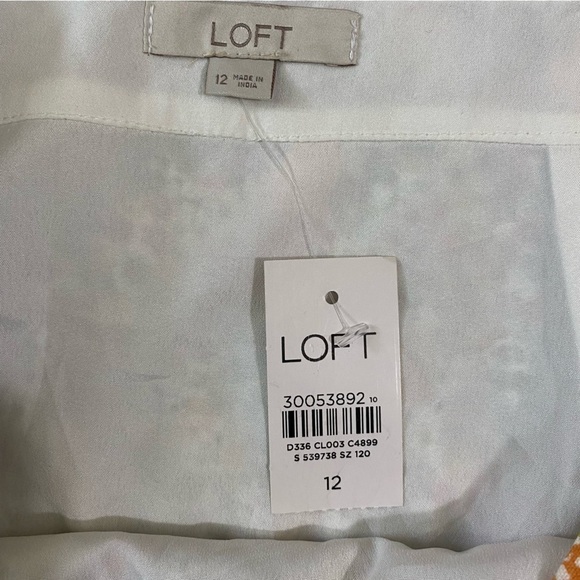 LOFT
12 MADE IN
INDIA
LOFT
30053892 10
D336 CL003 C4899
S 539738 SZ 120
12